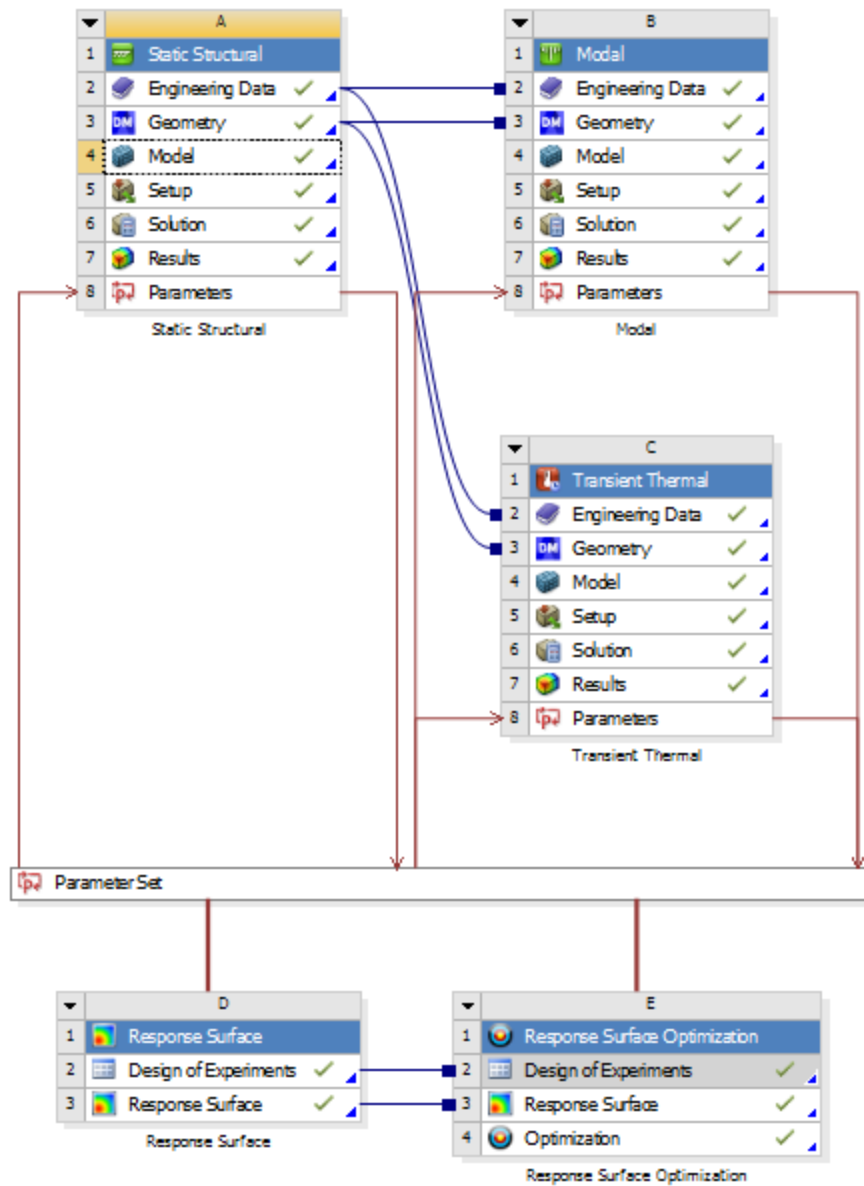 A
1 Static Structural
2 Engineering Data
3 DM Geometry
4 Model
5 Setup
6 Solution
7 Results
8 Parameters
Static Structural
B
1 Modal
2 Engineering Data
3 DM Geometry
4 Model
5 Setup
6 Solution
7 Results
8 Parameters
Modal
C
1 Transient Thermal
2 Engineering Data
3 DM Geometry
4 Model
5 Setup
6 Solution
7 Results
8 Parameters
Transient Thermal
Parameter Set
D
1 Response Surface
2 Design of Experiments
3 Response Surface
Response Surface
E
1 Response Surface Optimization
2 Design of Experiments
3 Response Surface
4 Optimization
Response Surface Optimization